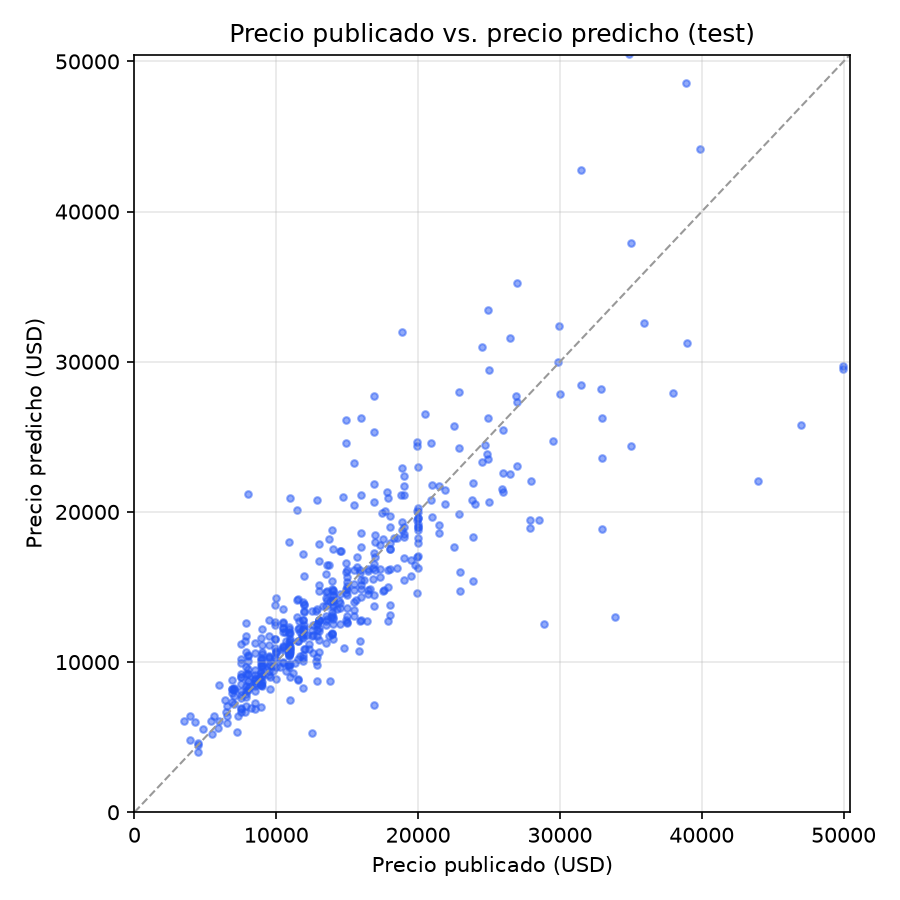 Precio publicado vs. precio predicho (test)
50000
40000
30000
20000
10000
0
Precio predicho (USD)
0 10000 20000 30000 40000 50000
Precio publicado (USD)